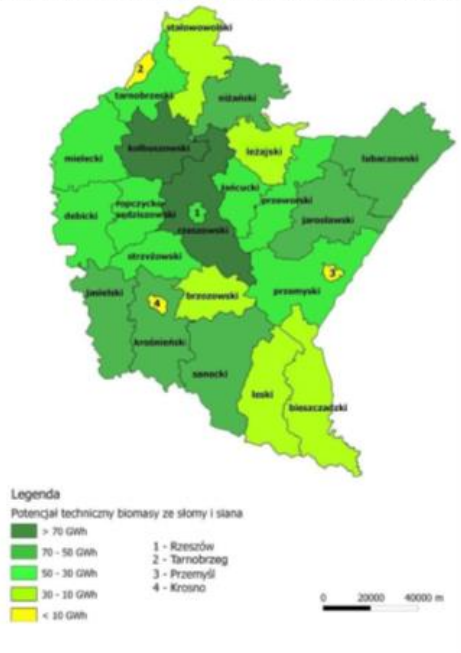 stalowowolski
2
tarnobrzeski
niżański
kolbuszowski
leżajski
mielecki
lubaczowski
łańcucki
przeworski
ropczycko-
sędziszowski
dębicki
1
jarosławski
rzeszowski
strzyżowski
3
jasielski
brzozowski
przemyski
4
krośnieński
sanocki
leski
bieszczadzki
Legenda
Potencjał techniczny biomasy ze słomy i siana
> 70 GWh
70 - 50 GWh
50 - 30 GWh
30 - 10 GWh
< 10 GWh
1 - Rzeszów
2 - Tarnobrzeg
3 - Przemyśl
4 - Krosno
0 20000 40000 m